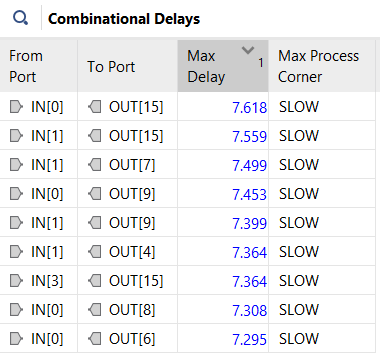 Combinational Delays
From Port To Port Max Delay 1 Max Process Corner
IN[0] OUT[15] 7.618 SLOW
IN[1] OUT[15] 7.559 SLOW
IN[1] OUT[7] 7.499 SLOW
IN[0] OUT[9] 7.453 SLOW
IN[1] OUT[9] 7.399 SLOW
IN[1] OUT[4] 7.364 SLOW
IN[3] OUT[15] 7.364 SLOW
IN[0] OUT[8] 7.308 SLOW
IN[0] OUT[6] 7.295 SLOW